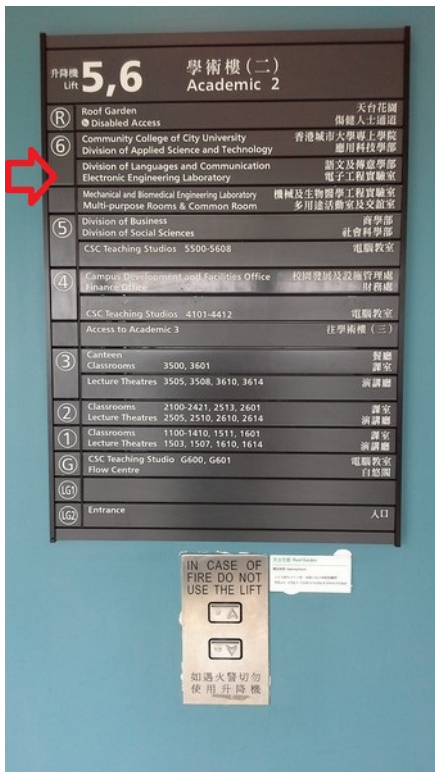 升降機 Lift 5,6 學術樓(二) Academic 2
R Roof Garden 天台花園
Disabled Access 傷健人士通道
6 Community College of City University 香港城市大學專上學院
Division of Applied Science and Technology 應用科技學部
Division of Languages and Communication 語文及傳意學部
Electronic Engineering Laboratory 電子工程實驗室
Mechanical and Biomedical Engineering Laboratory 機械及生物醫學工程實驗室
Multi-purpose Rooms & Common Room 多用途活動室及交誼室
5 Division of Business 商學部
Division of Social Sciences 社會科學部
CSC Teaching Studios 5500-5608 電腦教室
4 Campus Development and Facilities Office 校園發展及設施管理處
Finance Office 財務處
CSC Teaching Studios 4101-4412 電腦教室
Access to Academic 3 往學術樓(三)
3 Canteen 餐廳
Classrooms 3500, 3601 課室
Lecture Theatres 3505, 3508, 3610, 3614 演講廳
2 Classrooms 2100-2421, 2513, 2601 課室
Lecture Theatres 2505, 2510, 2610, 2614 演講廳
1 Classrooms 1100-1410, 1511, 1601 課室
Lecture Theatres 1503, 1507, 1610, 1614 演講廳
G CSC Teaching Studio G600, G601 電腦教室
Flow Centre 自悠閣
LG1
LG2 Entrance 入口
IN CASE OF
FIRE DO NOT
USE THE LIFT
如遇火警切勿
使用升降機
天台花園 Roof Garden